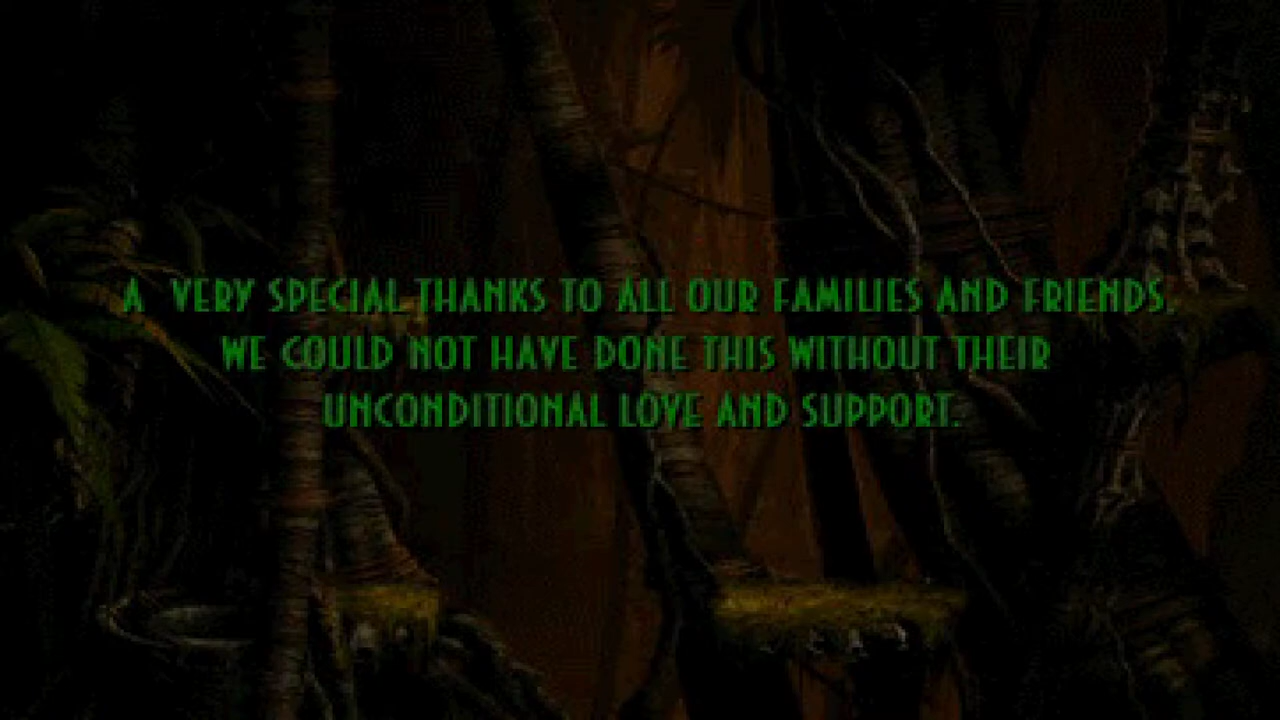 A VERY SPECIAL THANKS TO ALL OUR FAMILIES AND FRIENDS.
WE COULD NOT HAVE DONE THIS WITHOUT THEIR
UNCONDITIONAL LOVE AND SUPPORT.